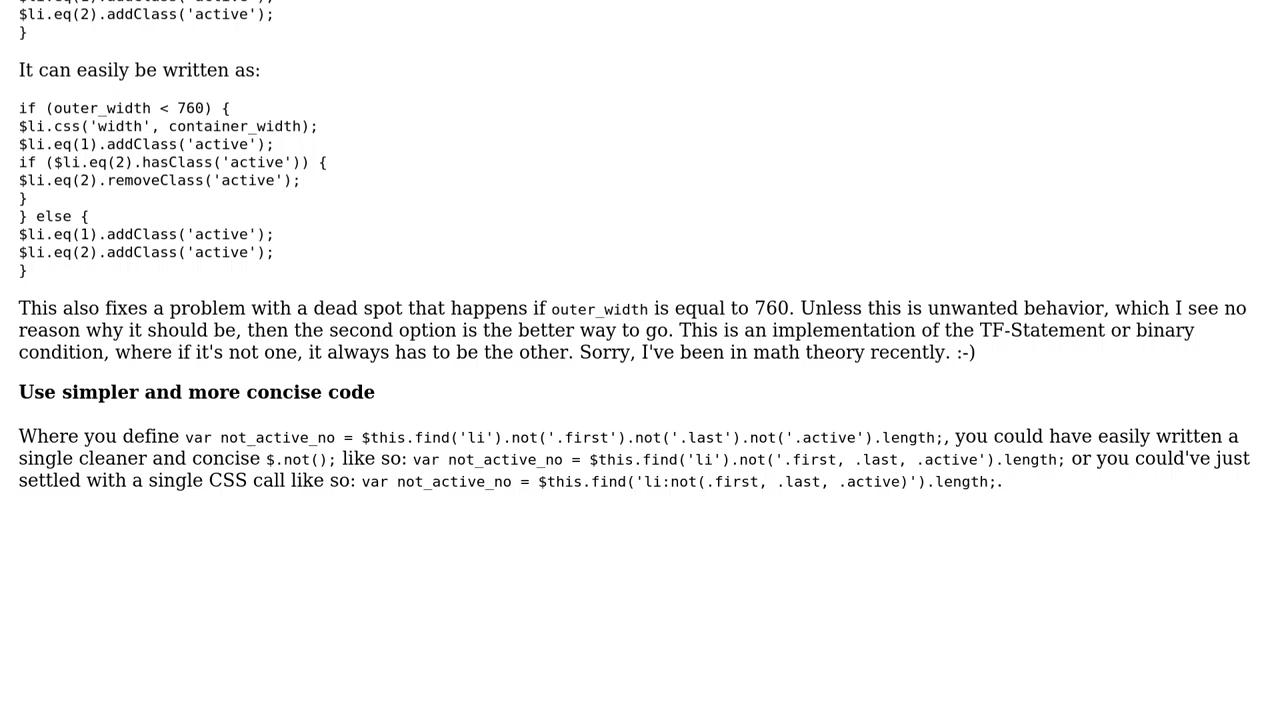 $li.eq(2).addClass('active');
}
It can easily be written as:
if (outer_width < 760) {
$li.css('width', container_width);
$li.eq(1).addClass('active');
if ($li.eq(2).hasClass('active')) {
$li.eq(2).removeClass('active');
}
} else {
$li.eq(1).addClass('active');
$li.eq(2).addClass('active');
}
This also fixes a problem with a dead spot that happens if outer_width is equal to 760. Unless this is unwanted behavior, which I see no
reason why it should be, then the second option is the better way to go. This is an implementation of the TF-Statement or binary
condition, where if it's not one, it always has to be the other. Sorry, I've been in math theory recently. :-)
Use simpler and more concise code
Where you define var not_active_no = $this.find('li').not('.first').not('.last').not('.active').length;, you could have easily written a
single cleaner and concise $.not(); like so: var not_active_no = $this.find('li').not('.first, .last, .active').length; or you could've just
settled with a single CSS call like so: var not_active_no = $this.find('li:not(.first, .last, .active)').length;.